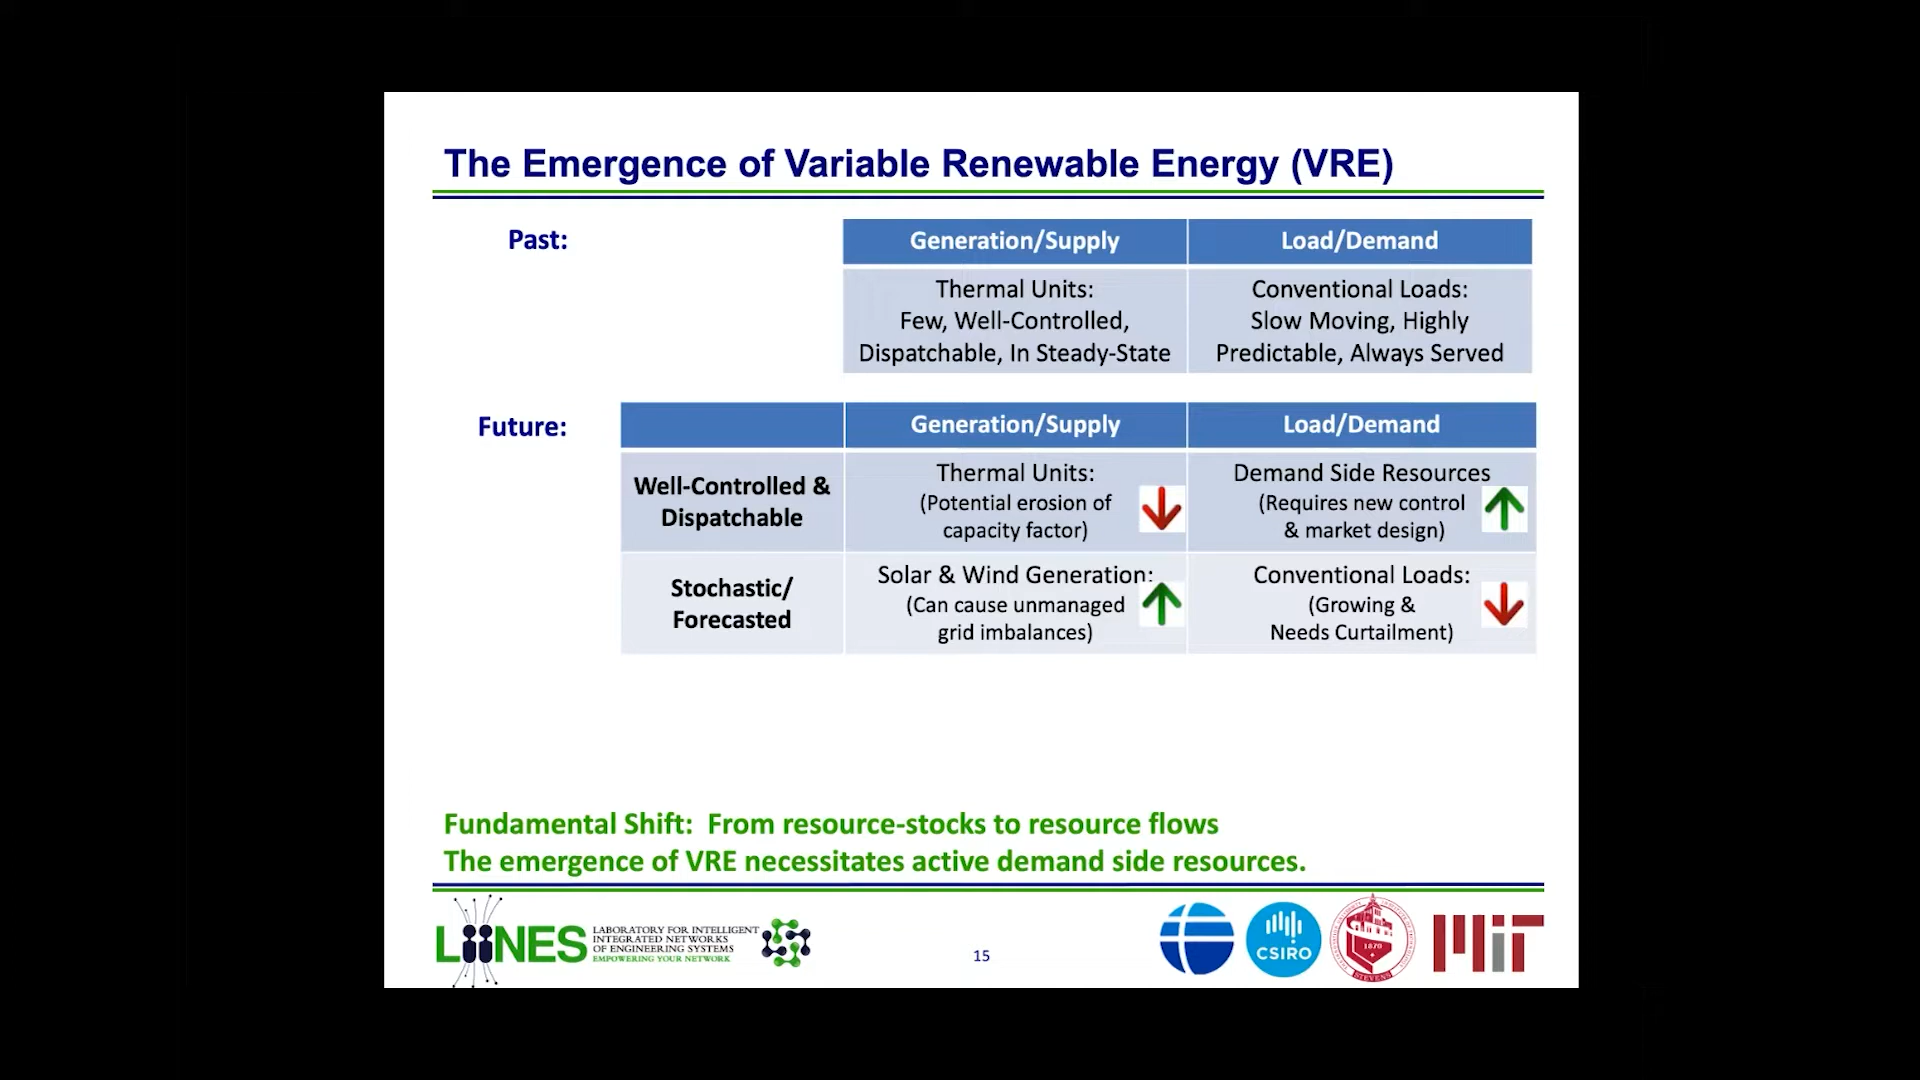 The Emergence of Variable Renewable Energy (VRE)
Past:
Generation/Supply
Load/Demand
Thermal Units:
Few, Well-Controlled,
Dispatchable, In Steady-State
Conventional Loads:
Slow Moving, Highly
Predictable, Always Served
Future:
Generation/Supply
Load/Demand
Well-Controlled &
Dispatchable
Thermal Units:
(Potential erosion of
capacity factor)
Demand Side Resources
(Requires new control
& market design)
Stochastic/
Forecasted
Solar & Wind Generation:
(Can cause unmanaged
grid imbalances)
Conventional Loads:
(Growing &
Needs Curtailment)
Fundamental Shift: From resource-stocks to resource flows
The emergence of VRE necessitates active demand side resources.
LIINES
LABORATORY FOR INTELLIGENT
INTEGRATED NETWORKS
OF ENGINEERING SYSTEMS
EMPOWERING YOUR NETWORK
15
CSIRO
1870
STEVENS
MIT